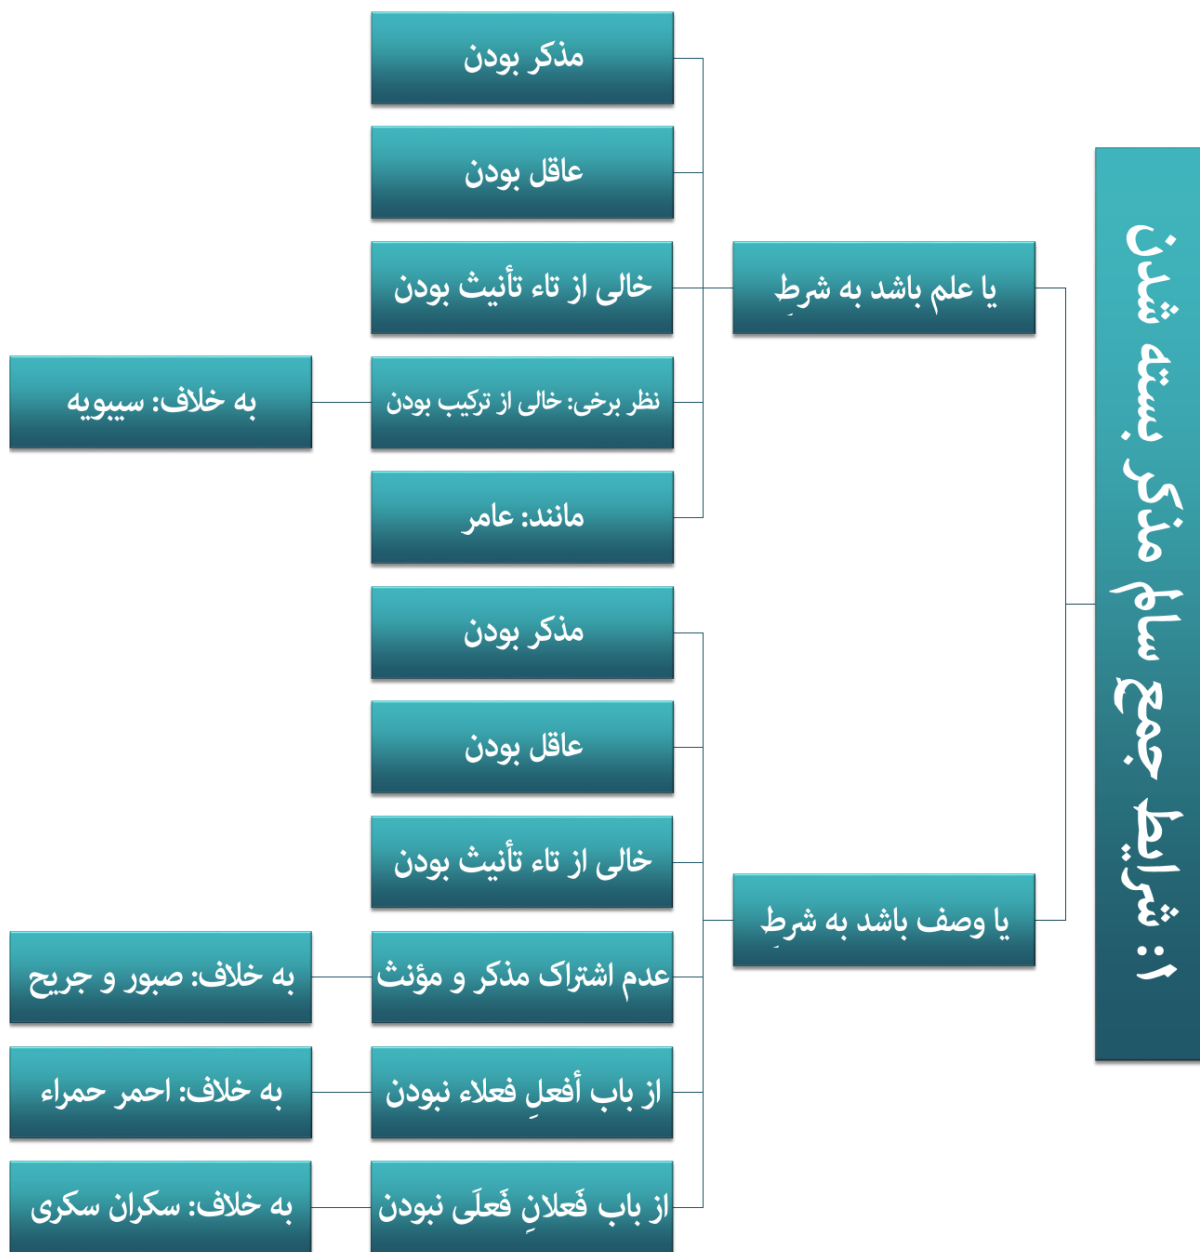 ۱: شرایط جمع سالم مذکر بسته شدن
یا علم باشد به شرطِ
مذکر بودن
عاقل بودن
خالی از تاء تأنیث بودن
نظر برخی: خالی از ترکیب بودن
به خلاف: سیبویه
مانند: عامر
یا وصف باشد به شرطِ
مذکر بودن
عاقل بودن
خالی از تاء تأنیث بودن
عدم اشتراک مذکر و مؤنث
به خلاف: صبور و جریح
از باب أفعلِ فعلاء نبودن
به خلاف: احمر حمراء
از باب فَعلانِ فَعلَی نبودن
به خلاف: سکران سکری